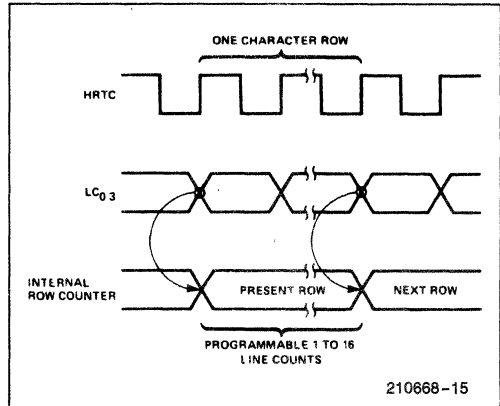 ONE CHARACTER ROW
HRTC
LC0 3
INTERNAL
ROW COUNTER
PRESENT ROW
NEXT ROW
PROGRAMMABLE 1 TO 16
LINE COUNTS
210668-15